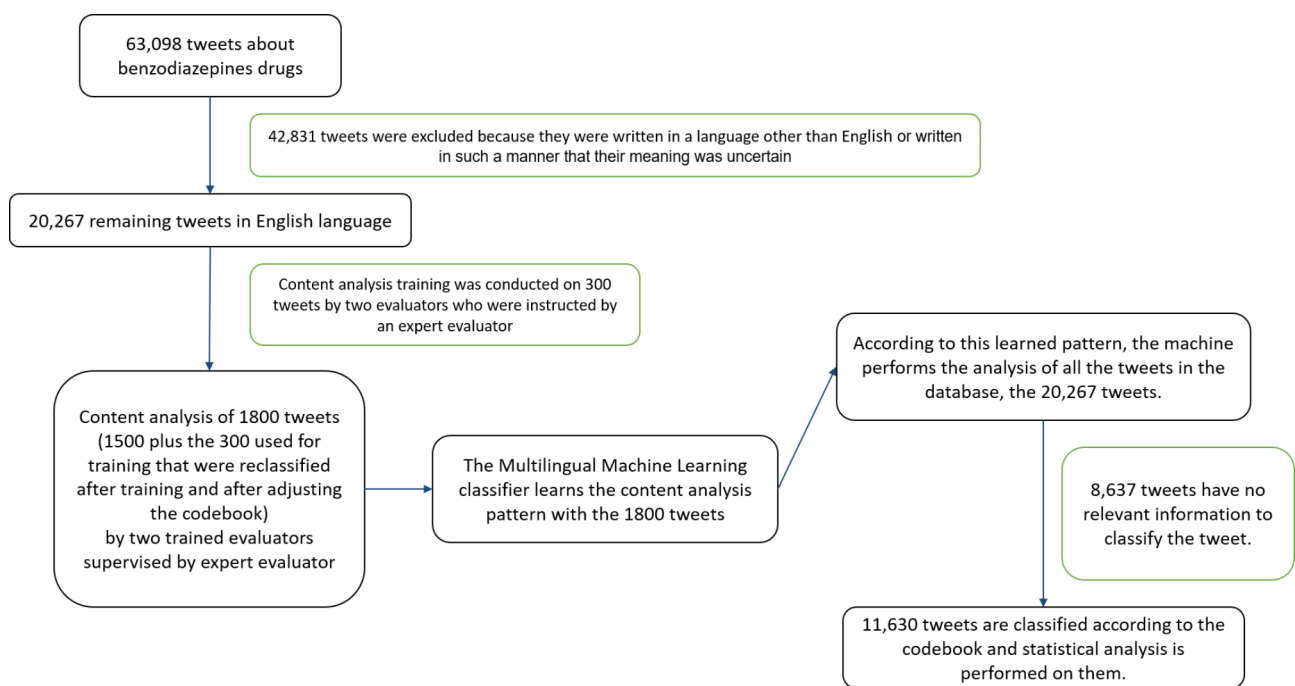 63,098 tweets about
benzodiazepines drugs
42,831 tweets were excluded because they were written in a language other than English or written
in such a manner that their meaning was uncertain
20,267 remaining tweets in English language
Content analysis training was conducted on 300
tweets by two evaluators who were instructed by
an expert evaluator
Content analysis of 1800 tweets
(1500 plus the 300 used for
training that were reclassified
after training and after adjusting
the codebook)
by two trained evaluators
supervised by expert evaluator
The Multilingual Machine Learning
classifier learns the content analysis
pattern with the 1800 tweets
According to this learned pattern, the machine
performs the analysis of all the tweets in the
database, the 20,267 tweets.
8,637 tweets have no
relevant information to
classify the tweet.
11,630 tweets are classified according to the
codebook and statistical analysis is
performed on them.